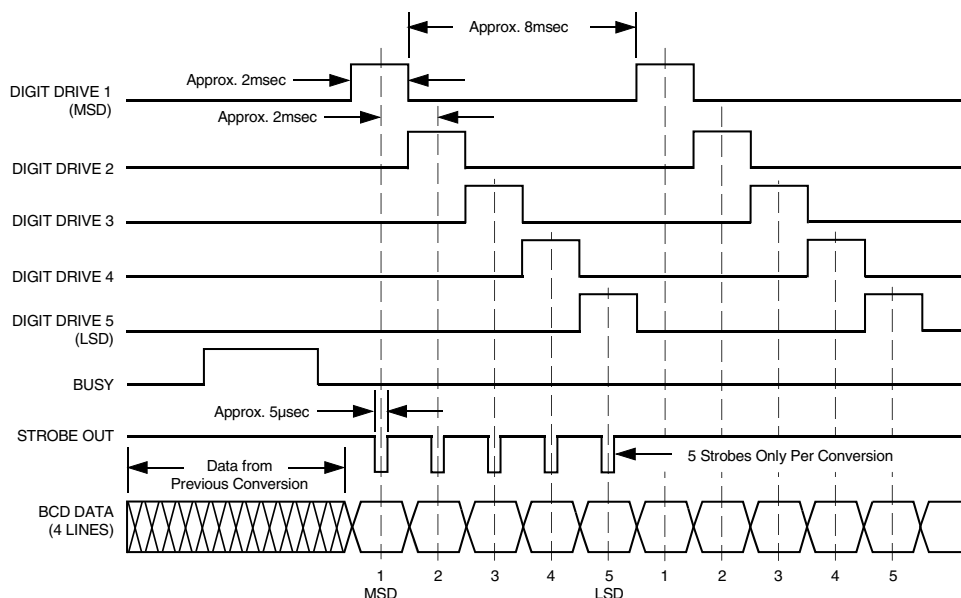 Approx. 8msec
Approx. 2msec
DIGIT DRIVE 1
(MSD)
Approx. 2msec
DIGIT DRIVE 2
DIGIT DRIVE 3
DIGIT DRIVE 4
DIGIT DRIVE 5
(LSD)
BUSY
Approx. 5µsec
STROBE OUT
5 Strobes Only Per Conversion
Data from
Previous Conversion
BCD DATA
(4 LINES)
1 2 3 4 5 1 2 3 4 5
MSD LSD